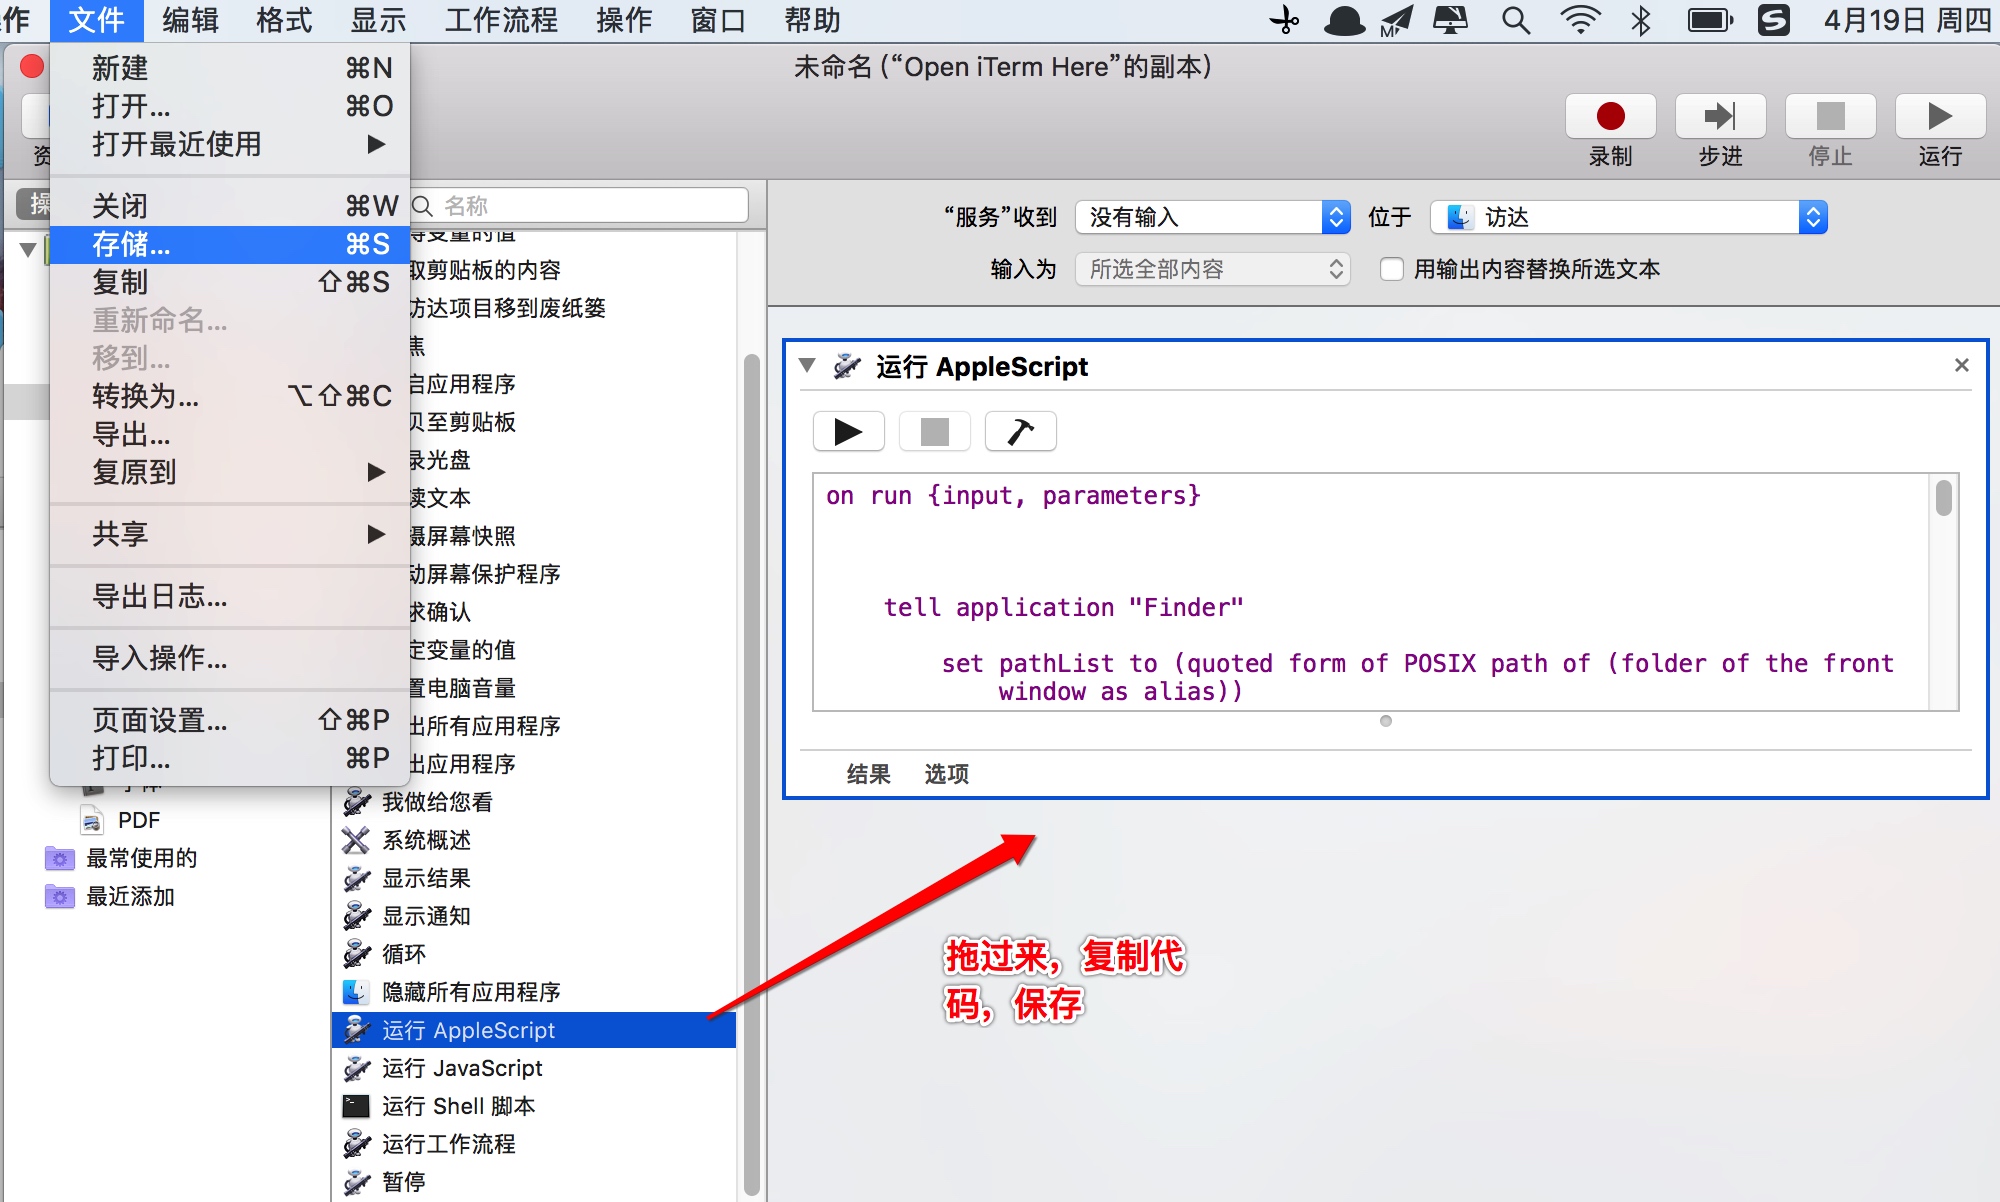 作 文件 编辑 格式 显示 工作流程 操作 窗口 帮助 4月19日 周四
未命名 (“Open iTerm Here”的副本)
新建 ⌘N
打开... ⌘O
打开最近使用 ▶
关闭 ⌘W
存储... ⌘S
复制 ⇧⌘S
重新命名...
移到...
转换为... ⌥⇧⌘C
导出...
复原到 ▶
共享 ▶
导出日志...
导入操作...
页面设置... ⇧⌘P
打印... ⌘P
资
操
PDF
最常使用的
最近添加
名称
变量的值
取剪贴板的内容
访达项目移到废纸篓
焦
启应用程序
贝至剪贴板
录光盘
读文本
摄屏幕快照
动屏幕保护程序
求确认
定变量的值
置电脑音量
出所有应用程序
出应用程序
我做给您看
系统概述
显示结果
显示通知
循环
隐藏所有应用程序
运行 AppleScript
运行 JavaScript
运行 Shell 脚本
运行工作流程
暂停
录制 步进 停止 运行
“服务”收到 没有输入 位于 访达
输入为 所选全部内容 用输出内容替换所选文本
运行 AppleScript
on run {input, parameters}
tell application "Finder"
set pathList to (quoted form of POSIX path of (folder of the front
window as alias))
结果 选项
拖过来，复制代
码，保存